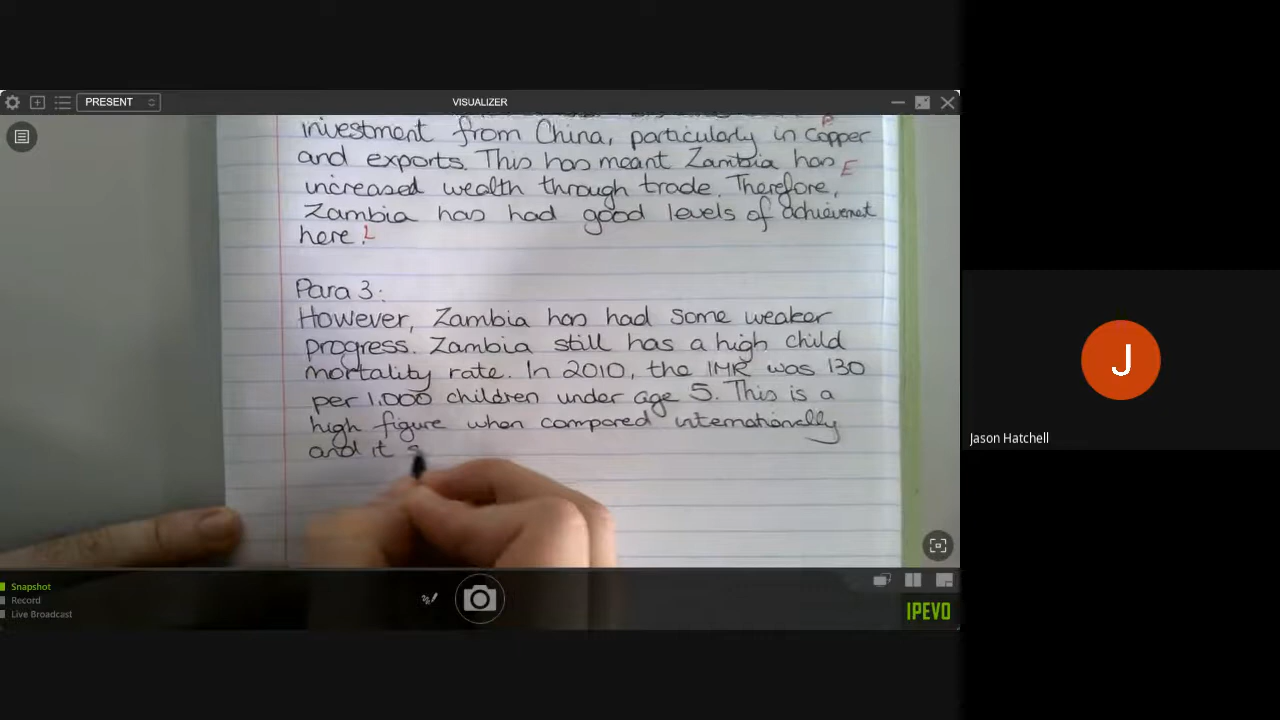 PRESENT
VISUALIZER
P
investment from China, particularly in copper
and exports. This has meant Zambia has E
increased wealth through trade. Therefore,
Zambia has had good levels of achievemet
here. L
Para 3:
However, Zambia has had some weaker
progress. Zambia still has a high child
mortality rate. In 2010, the IMR was 130
per 1,000 children under age 5. This is a
high figure when compared internationally
and it
J
Jason Hatchell
Snapshot
Record
Live Broadcast
IPEVO